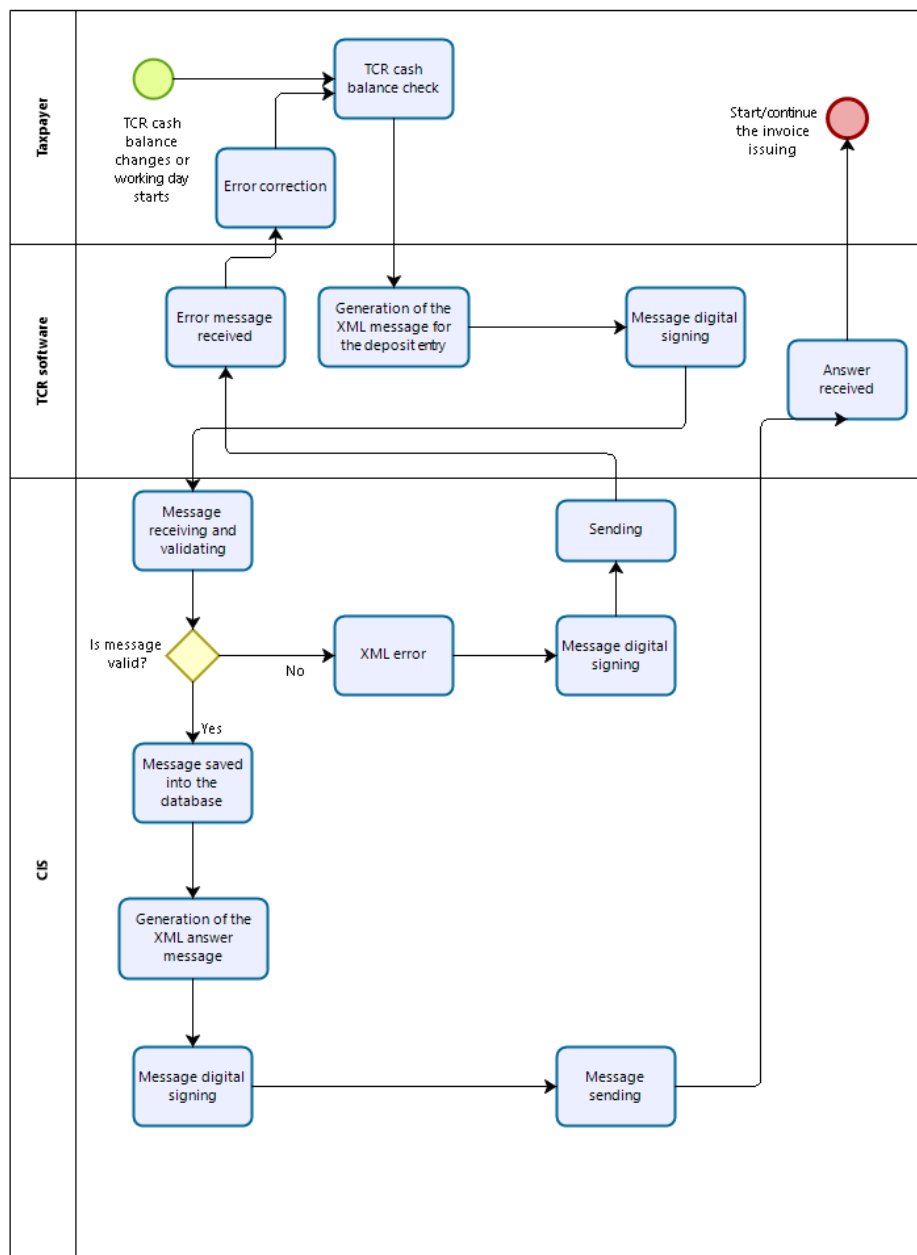 Taxpayer
TCR cash
balance
changes or
working day
starts
TCR cash
balance check
Error correction
Start/continue
the invoice
issuing
TCR software
Error message
received
Generation of the
XML message for
the deposit entry
Message digital
signing
Answer
received
CIS
Message
receiving and
validating
Sending
Is message
valid?
No
XML error
Message digital
signing
Yes
Message saved
into the
database
Generation of the
XML answer
message
Message digital
signing
Message
sending